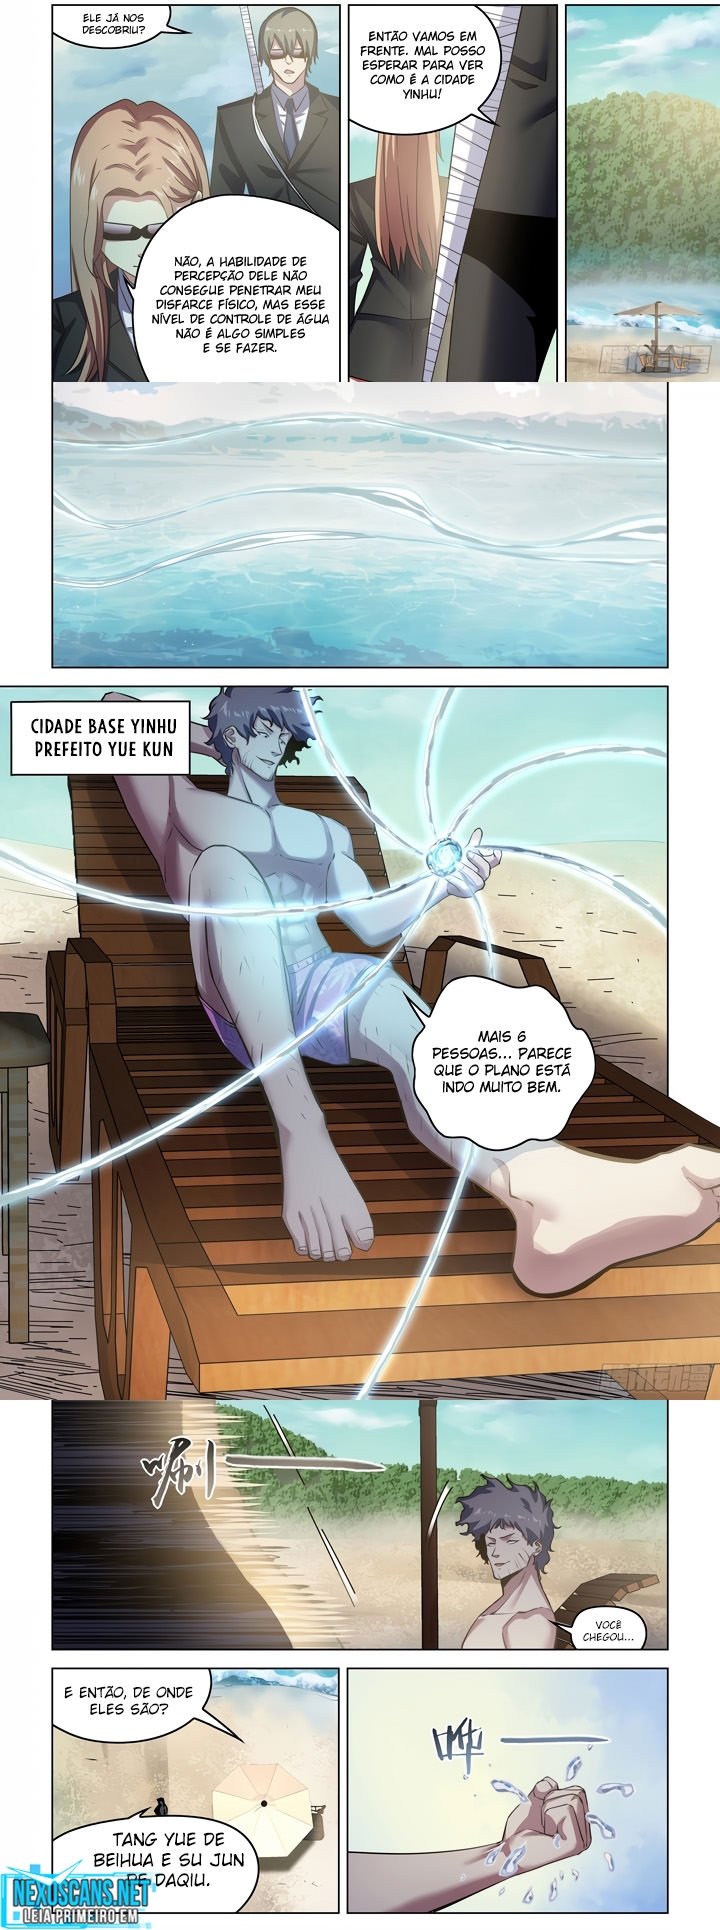 ELE JÁ NOS
DESCOBRIU?
NÃO, A HABILIDADE DE
PERCEPÇÃO DELE NÃO
CONSEGUE PENETRAR MEU
DISFARCE FÍSICO, MAS ESSE
NÍVEL DE CONTROLE DE ÁGUA
NÃO É ALGO SIMPLES
E SE FAZER.
ENTÃO VAMOS EM
FRENTE. MAL POSSO
ESPERAR PARA VER
COMO É A CIDADE
YINHU!
CIDADE BASE YINHU
PREFEITO YUE KUN
MAIS 6
PESSOAS... PARECE
QUE O PLANO ESTÁ
INDO MUITO BEM.
唰
VOCÊ
CHEGOU...
E ENTÃO, DE ONDE
ELES SÃO?
TANG YUE DE
BEIHUA E SU JUN
DE DAQIU.
哗
NEXOSCANS.NET
LEIA PRIMEIRO EM